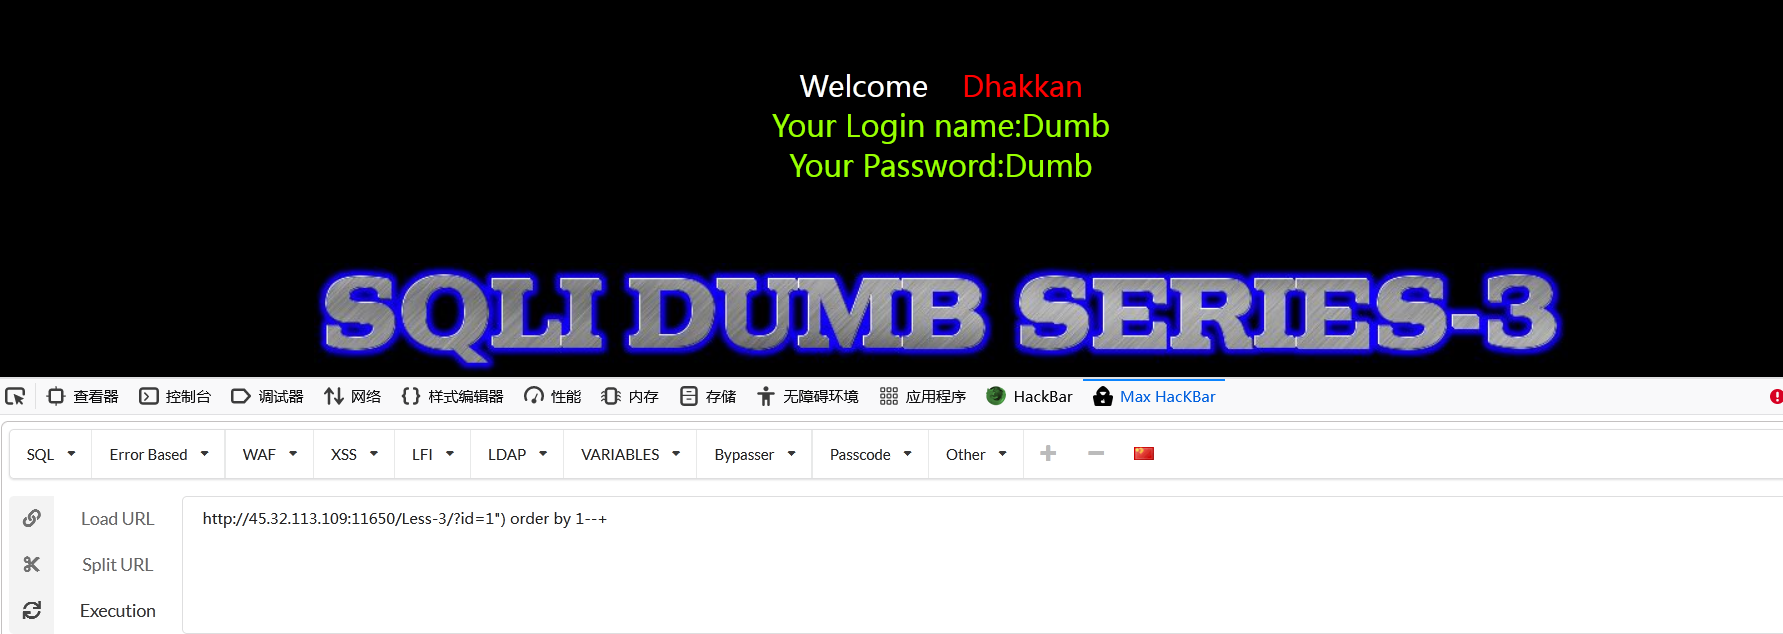 Welcome Dhakkan
Your Login name:Dumb
Your Password:Dumb
SQLI DUMB SERIES-3
查看器 控制台 调试器 网络 样式编辑器 性能 内存 存储 无障碍环境 应用程序 HackBar Max HacKBar
SQL Error Based WAF XSS LFI LDAP VARIABLES Bypasser Passcode Other
Load URL http://45.32.113.109:11650/Less-3/?id=1") order by 1--+
Split URL
Execution